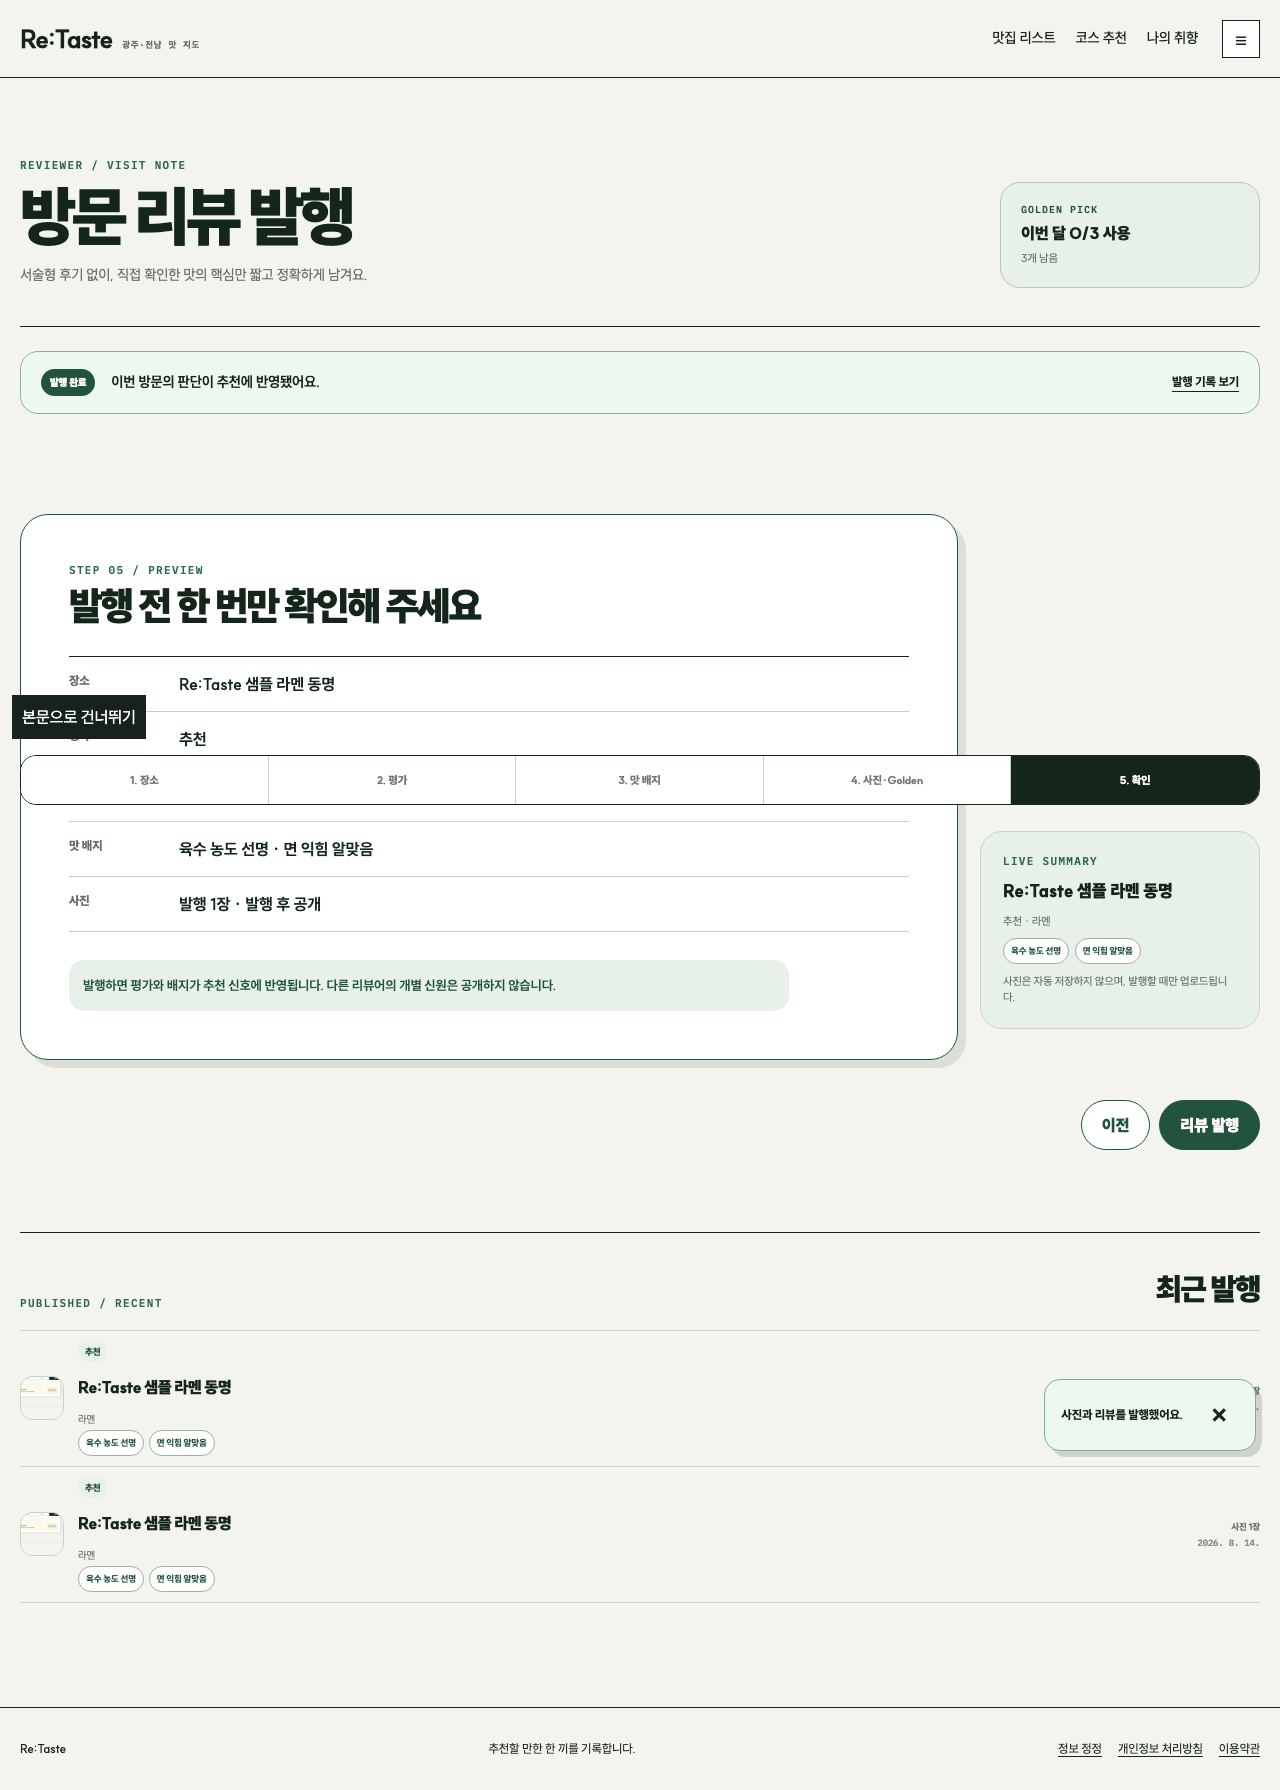 Re:Taste 광주·전남 맛 지도
맛집 리스트 코스 추천 나의 취향
REVIEWER / VISIT NOTE
방문 리뷰 발행
서술형 후기 없이, 직접 확인한 맛의 핵심만 짧고 정확하게 남겨요.
GOLDEN PICK
이번 달 0/3 사용
3개 남음
발행 완료 이번 방문의 판단이 추천에 반영됐어요. 발행 기록 보기
STEP 05 / PREVIEW
발행 전 한 번만 확인해 주세요
장소 Re:Taste 샘플 라멘 동명
본문으로 건너뛰기
추천
1. 장소 2. 평가 3. 맛 배지 4. 사진·Golden 5. 확인
맛 배지 육수 농도 선명 · 면 익힘 알맞음
사진 발행 1장 · 발행 후 공개
발행하면 평가와 배지가 추천 신호에 반영됩니다. 다른 리뷰어의 개별 신원은 공개하지 않습니다.
LIVE SUMMARY
Re:Taste 샘플 라멘 동명
추천 · 라멘
육수 농도 선명 면 익힘 알맞음
사진은 자동 저장하지 않으며, 발행할 때만 업로드됩니
다.
이전 리뷰 발행
PUBLISHED / RECENT
최근 발행
추천
Re:Taste 샘플 라멘 동명
라멘
육수 농도 선명 면 익힘 알맞음
사진과 리뷰를 발행했어요. ✕
추천
Re:Taste 샘플 라멘 동명
라멘
육수 농도 선명 면 익힘 알맞음
사진 1장
2026. 8. 14.
Re:Taste 추천할 만한 한 끼를 기록합니다. 정보 정정 개인정보 처리방침 이용약관